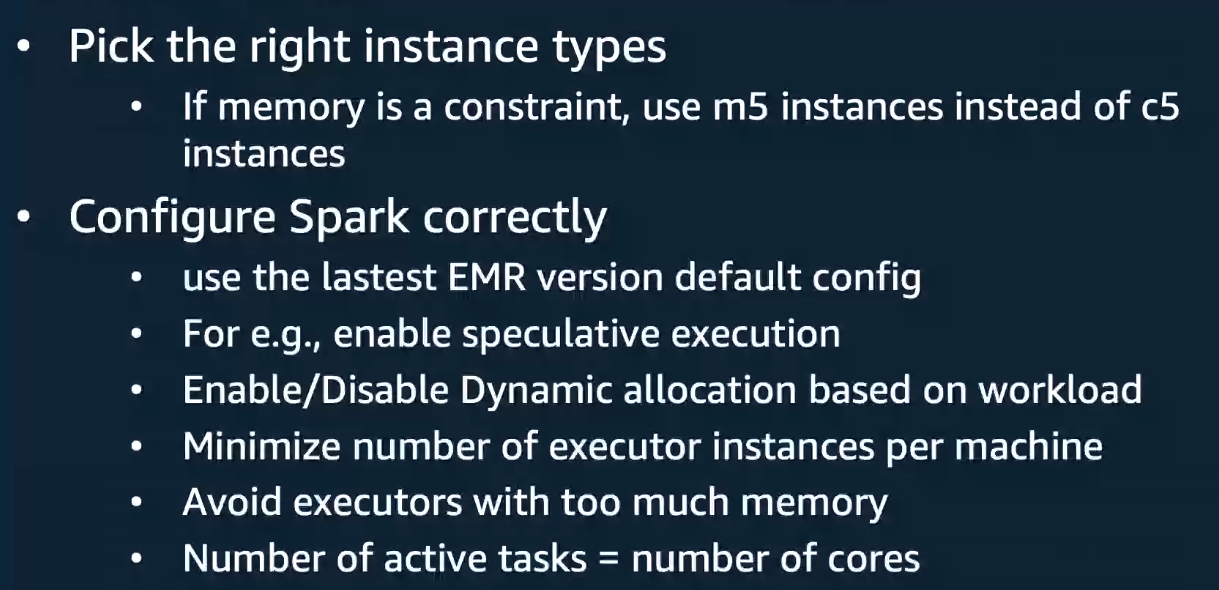 • Pick the right instance types
• If memory is a constraint, use m5 instances instead of c5
instances
• Configure Spark correctly
• use the lastest EMR version default config
• For e.g., enable speculative execution
• Enable/Disable Dynamic allocation based on workload
• Minimize number of executor instances per machine
• Avoid executors with too much memory
• Number of active tasks = number of cores